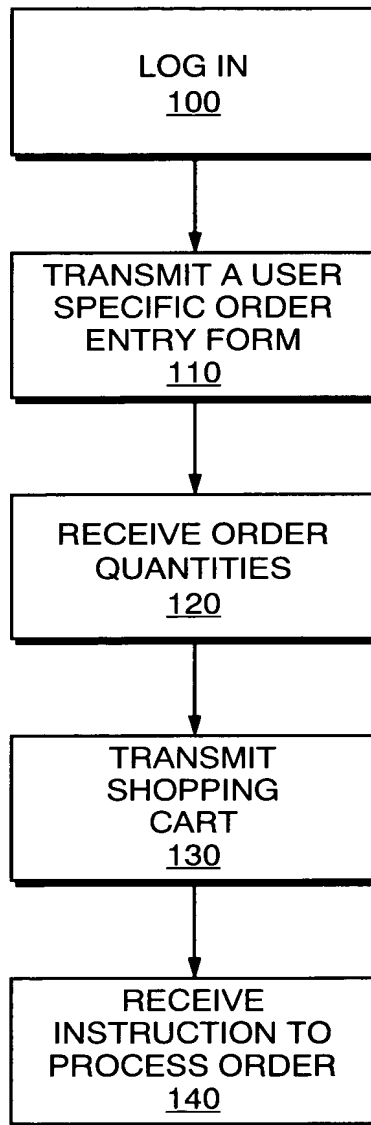 LOG IN
100
TRANSMIT A USER
SPECIFIC ORDER
ENTRY FORM
110
RECEIVE ORDER
QUANTITIES
120
TRANSMIT
SHOPPING
CART
130
RECEIVE
INSTRUCTION TO
PROCESS ORDER
140